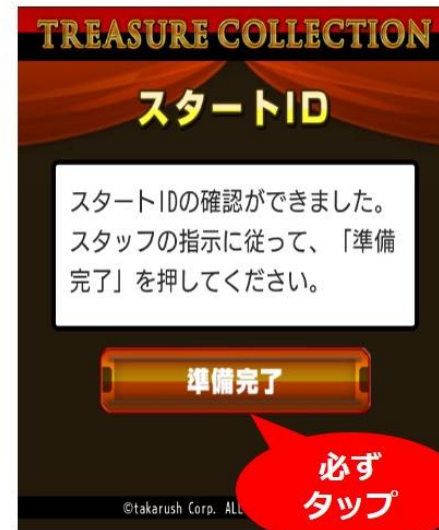 TREASURE COLLECTION
スタートID
スタートIDの確認ができました。
スタッフの指示に従って、「準備
完了」を押してください。
準備完了
必ず
タップ
©takarush Corp. ALL